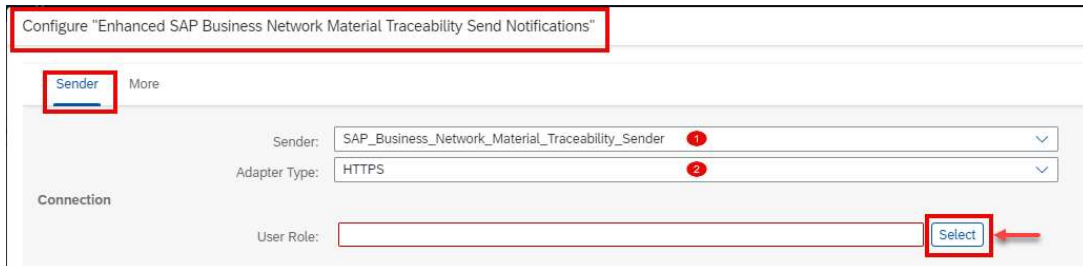 Configure "Enhanced SAP Business Network Material Traceability Send Notifications"
Sender More
Sender: SAP_Business_Network_Material_Traceability_Sender 1
Adapter Type: HTTPS 2
Connection
User Role: Select